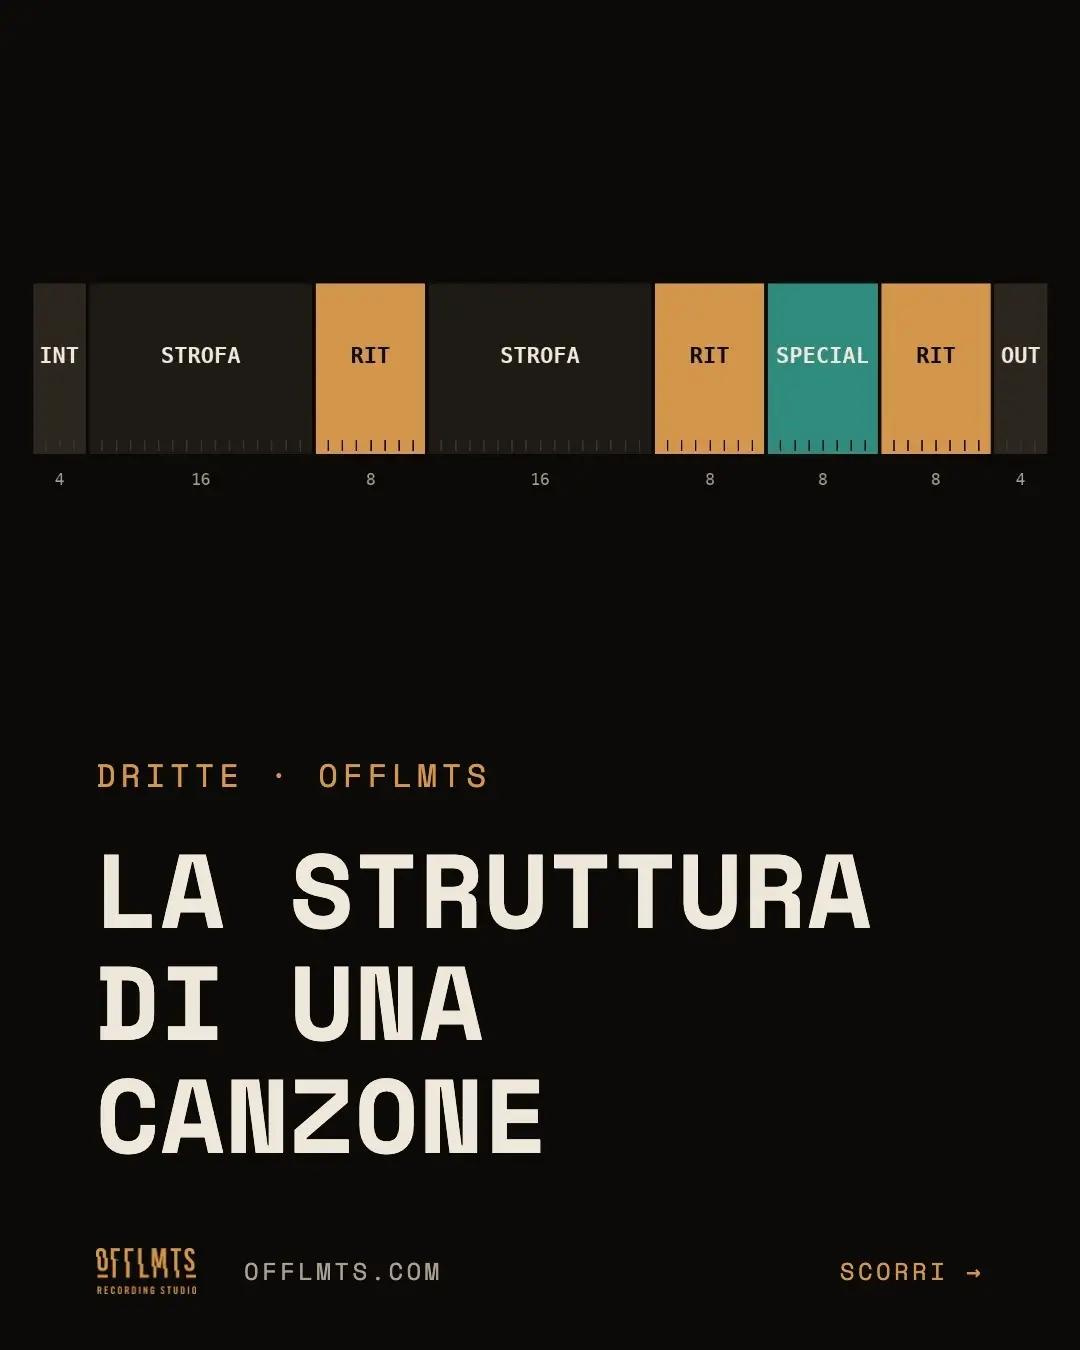 INT STROFA RIT STROFA RIT SPECIAL RIT OUT
4 16 8 16 8 8 8 4
DRITTE · OFFLMTS
LA STRUTTURA
DI UNA
CANZONE
OFFLMTS
RECORDING STUDIO
OFFLMTS.COM
SCORRI →